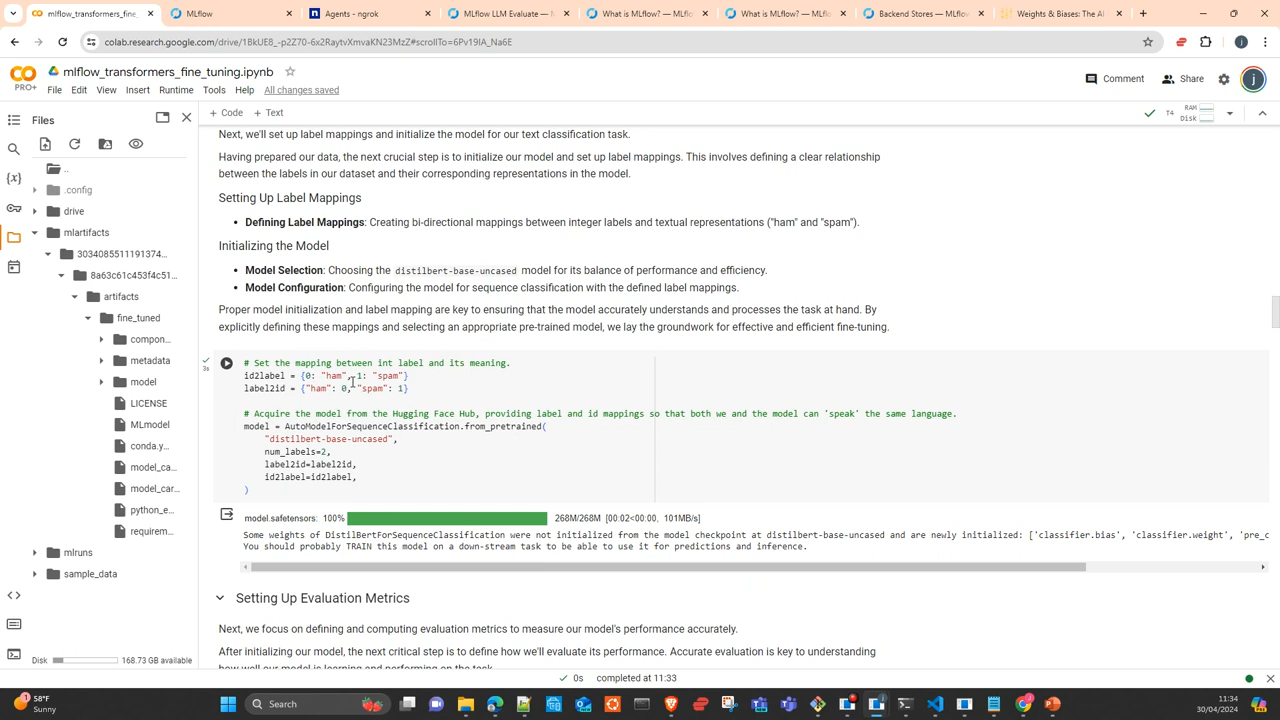 mlflow_transformers_fine_tuning
MLflow
Agents - ngrok
MLflow LLM Evaluate —
What is MLflow? — ML
What is MLflow? — ML
Backend Stores — MLflow
Weights & Biases: The AI
colab.research.google.com/drive/1BkUE8_-p2Z70-6x2RaytvXmvaKN23MzZ#scrollTo=6Pv19IA_Na6E
CO
PRO+
mlflow_transformers_fine_tuning.ipynb
File Edit View Insert Runtime Tools Help All changes saved
Comment Share
j
Files
+ Code + Text
T4 RAM
Disk
..
.config
drive
mlartifacts
3034085511191374...
8a63c61c453f4c51...
artifacts
fine_tuned
compon...
metadata
model
LICENSE
MLmodel
conda.y...
model_ca...
model_car...
python_e...
requirem...
mlruns
sample_data
Disk 168.73 GB available
Next, we'll set up label mappings and initialize the model for our text classification task.
Having prepared our data, the next crucial step is to initialize our model and set up label mappings. This involves defining a clear relationship
between the labels in our dataset and their corresponding representations in the model.
Setting Up Label Mappings
• Defining Label Mappings: Creating bi-directional mappings between integer labels and textual representations ("ham" and "spam").
Initializing the Model
• Model Selection: Choosing the distilbert-base-uncased model for its balance of performance and efficiency.
• Model Configuration: Configuring the model for sequence classification with the defined label mappings.
Proper model initialization and label mapping are key to ensuring that the model accurately understands and processes the task at hand. By
explicitly defining these mappings and selecting an appropriate pre-trained model, we lay the groundwork for effective and efficient fine-tuning.
3s
# Set the mapping between int label and its meaning.
id2label = {0: "ham", 1: "spam"}
label2id = {"ham": 0, "spam": 1}
# Acquire the model from the Hugging Face Hub, providing label and id mappings so that both we and the model can 'speak' the same language.
model = AutoModelForSequenceClassification.from_pretrained(
"distilbert-base-uncased",
num_labels=2,
label2id=label2id,
id2label=id2label,
)
model.safetensors: 100% 268M/268M [00:02<00:00, 101MB/s]
Some weights of DistilBertForSequenceClassification were not initialized from the model checkpoint at distilbert-base-uncased and are newly initialized: ['classifier.bias', 'classifier.weight', 'pre_c
You should probably TRAIN this model on a down-stream task to be able to use it for predictions and inference.
Setting Up Evaluation Metrics
Next, we focus on defining and computing evaluation metrics to measure our model's performance accurately.
After initializing our model, the next critical step is to define how we'll evaluate its performance. Accurate evaluation is key to understanding
how well our model is learning and performing on the task.
0s completed at 11:33
58°F
Sunny
Search
11:34
30/04/2024